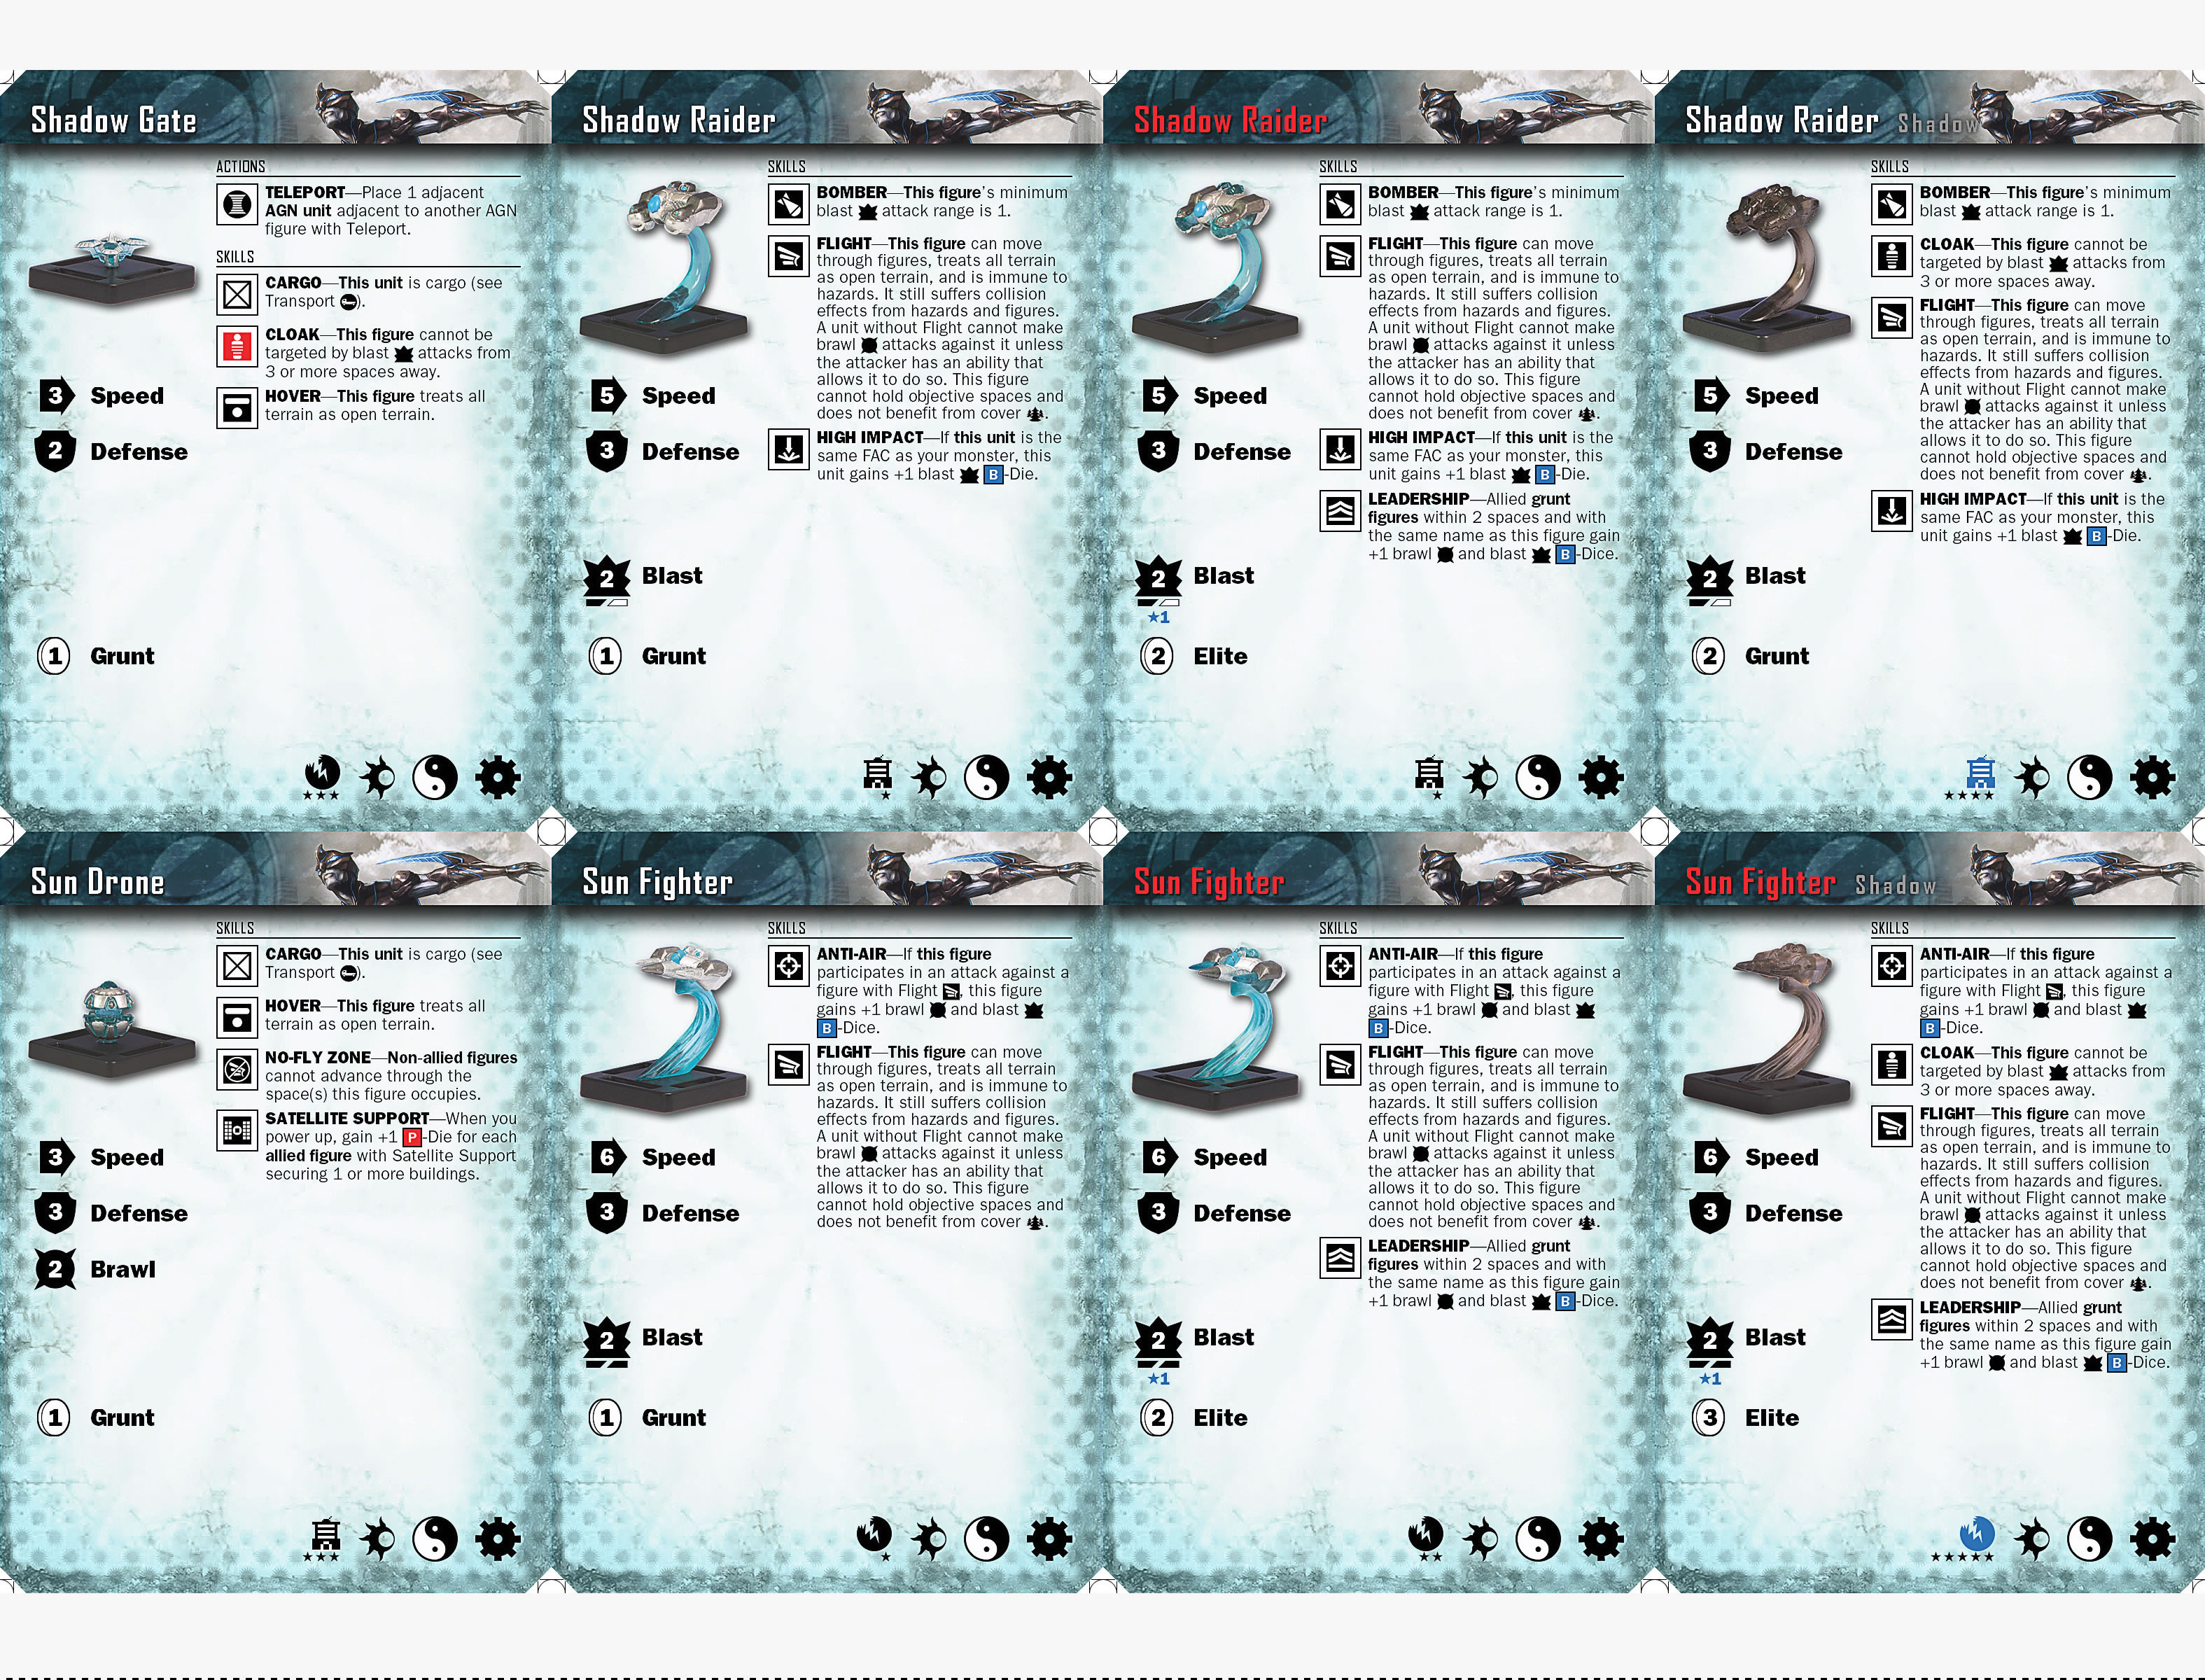 Shadow Gate
ACTIONS
TELEPORT—Place 1 adjacent
AGN unit adjacent to another AGN
figure with Teleport.
SKILLS
CARGO—This unit is cargo (see
Transport ).
CLOAK—This figure cannot be
targeted by blast attacks from
3 or more spaces away.
HOVER—This figure treats all
terrain as open terrain.
3 Speed
2 Defense
1 Grunt
★★★
Shadow Raider
SKILLS
BOMBER—This figure's minimum
blast attack range is 1.
FLIGHT—This figure can move
through figures, treats all terrain
as open terrain, and is immune to
hazards. It still suffers collision
effects from hazards and figures.
A unit without Flight cannot make
brawl attacks against it unless
the attacker has an ability that
allows it to do so. This figure
cannot hold objective spaces and
does not benefit from cover .
HIGH IMPACT—If this unit is the
same FAC as your monster, this
unit gains +1 blast B-Die.
5 Speed
3 Defense
2 Blast
1 Grunt
★
Shadow Raider
SKILLS
BOMBER—This figure's minimum
blast attack range is 1.
FLIGHT—This figure can move
through figures, treats all terrain
as open terrain, and is immune to
hazards. It still suffers collision
effects from hazards and figures.
A unit without Flight cannot make
brawl attacks against it unless
the attacker has an ability that
allows it to do so. This figure
cannot hold objective spaces and
does not benefit from cover .
HIGH IMPACT—If this unit is the
same FAC as your monster, this
unit gains +1 blast B-Die.
LEADERSHIP—Allied grunt
figures within 2 spaces and with
the same name as this figure gain
+1 brawl and blast B-Dice.
5 Speed
3 Defense
2 Blast
★1
2 Elite
★
Shadow Raider Shadow
SKILLS
BOMBER—This figure's minimum
blast attack range is 1.
CLOAK—This figure cannot be
targeted by blast attacks from
3 or more spaces away.
FLIGHT—This figure can move
through figures, treats all terrain
as open terrain, and is immune to
hazards. It still suffers collision
effects from hazards and figures.
A unit without Flight cannot make
brawl attacks against it unless
the attacker has an ability that
allows it to do so. This figure
cannot hold objective spaces and
does not benefit from cover .
HIGH IMPACT—If this unit is the
same FAC as your monster, this
unit gains +1 blast B-Die.
5 Speed
3 Defense
2 Blast
2 Grunt
★★★★
Sun Drone
SKILLS
CARGO—This unit is cargo (see
Transport ).
HOVER—This figure treats all
terrain as open terrain.
NO-FLY ZONE—Non-allied figures
cannot advance through the
space(s) this figure occupies.
SATELLITE SUPPORT—When you
power up, gain +1 P-Die for each
allied figure with Satellite Support
securing 1 or more buildings.
3 Speed
3 Defense
2 Brawl
1 Grunt
★★★
Sun Fighter
SKILLS
ANTI-AIR—If this figure
participates in an attack against a
figure with Flight , this figure
gains +1 brawl and blast
B-Dice.
FLIGHT—This figure can move
through figures, treats all terrain
as open terrain, and is immune to
hazards. It still suffers collision
effects from hazards and figures.
A unit without Flight cannot make
brawl attacks against it unless
the attacker has an ability that
allows it to do so. This figure
cannot hold objective spaces and
does not benefit from cover .
6 Speed
3 Defense
2 Blast
1 Grunt
★
Sun Fighter
SKILLS
ANTI-AIR—If this figure
participates in an attack against a
figure with Flight , this figure
gains +1 brawl and blast
B-Dice.
FLIGHT—This figure can move
through figures, treats all terrain
as open terrain, and is immune to
hazards. It still suffers collision
effects from hazards and figures.
A unit without Flight cannot make
brawl attacks against it unless
the attacker has an ability that
allows it to do so. This figure
cannot hold objective spaces and
does not benefit from cover .
LEADERSHIP—Allied grunt
figures within 2 spaces and with
the same name as this figure gain
+1 brawl and blast B-Dice.
6 Speed
3 Defense
2 Blast
★1
2 Elite
★★
Sun Fighter Shadow
SKILLS
ANTI-AIR—If this figure
participates in an attack against a
figure with Flight , this figure
gains +1 brawl and blast
B-Dice.
CLOAK—This figure cannot be
targeted by blast attacks from
3 or more spaces away.
FLIGHT—This figure can move
through figures, treats all terrain
as open terrain, and is immune to
hazards. It still suffers collision
effects from hazards and figures.
A unit without Flight cannot make
brawl attacks against it unless
the attacker has an ability that
allows it to do so. This figure
cannot hold objective spaces and
does not benefit from cover .
LEADERSHIP—Allied grunt
figures within 2 spaces and with
the same name as this figure gain
+1 brawl and blast B-Dice.
6 Speed
3 Defense
2 Blast
★1
3 Elite
★★★★★